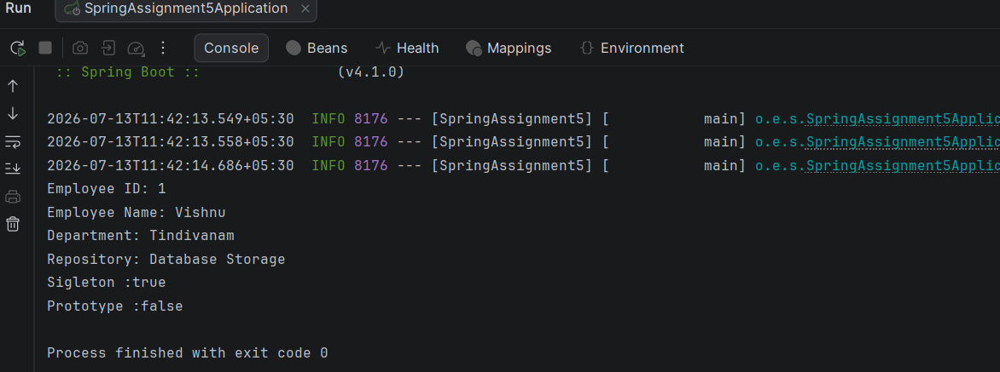 Run SpringAssignment5Application
Console Beans Health Mappings Environment
:: Spring Boot :: (v4.1.0)
2026-07-13T11:42:13.549+05:30 INFO 8176 --- [SpringAssignment5] [ main] o.e.s.SpringAssignment5Applic
2026-07-13T11:42:13.558+05:30 INFO 8176 --- [SpringAssignment5] [ main] o.e.s.SpringAssignment5Applic
2026-07-13T11:42:14.686+05:30 INFO 8176 --- [SpringAssignment5] [ main] o.e.s.SpringAssignment5Applic
Employee ID: 1
Employee Name: Vishnu
Department: Tindivanam
Repository: Database Storage
Sigleton :true
Prototype :false
Process finished with exit code 0